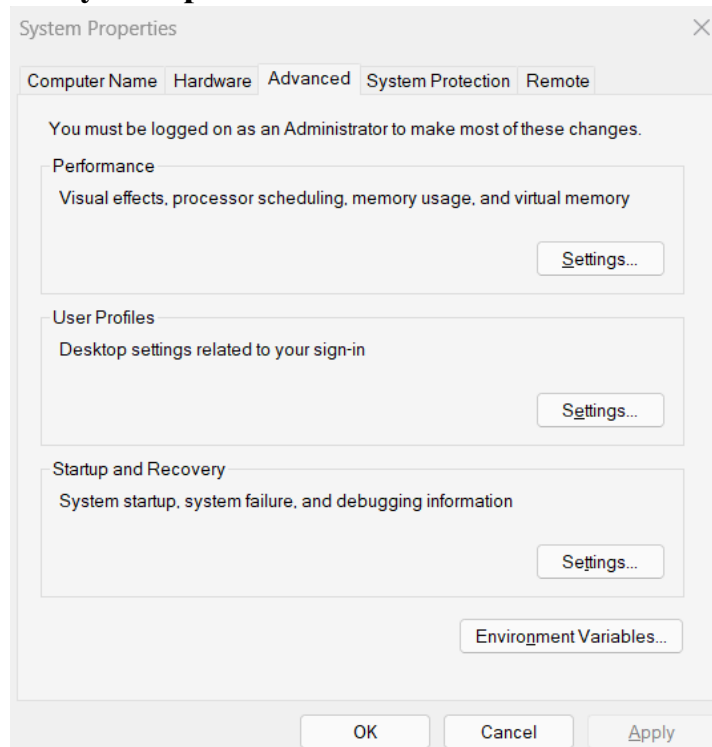 System Properties
Computer Name Hardware Advanced System Protection Remote
You must be logged on as an Administrator to make most of these changes.
Performance
Visual effects, processor scheduling, memory usage, and virtual memory
Settings...
User Profiles
Desktop settings related to your sign-in
Settings...
Startup and Recovery
System startup, system failure, and debugging information
Settings...
Environment Variables...
OK Cancel Apply